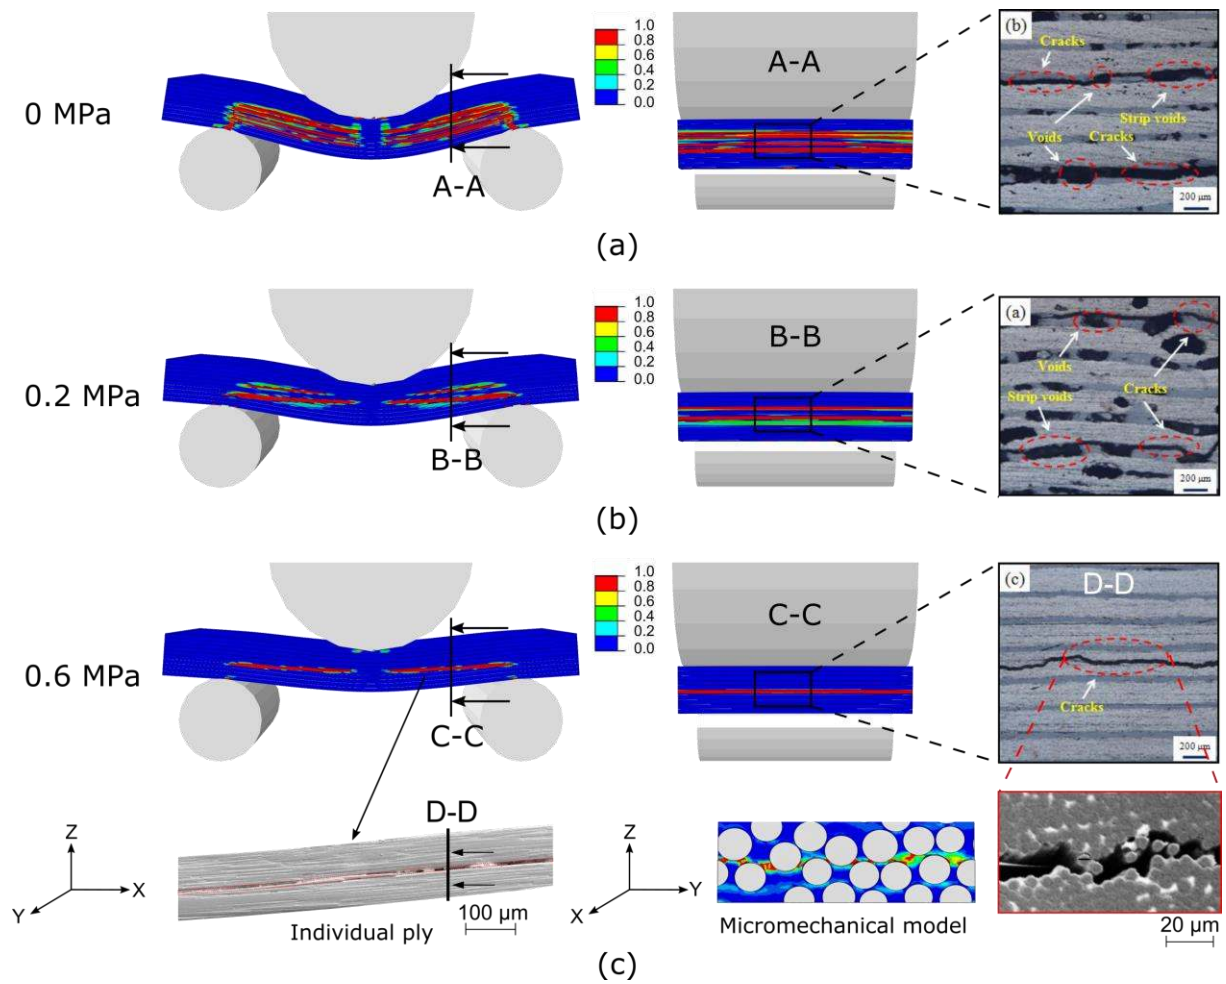 0 MPa
1.0
0.8
0.6
0.4
0.2
0.0
A-A
A-A
(b)
Cracks
Voids
Strip voids
Cracks
200 μm
(a)
0.2 MPa
1.0
0.8
0.6
0.4
0.2
0.0
B-B
B-B
(a)
Voids
Strip voids
Cracks
200 μm
(b)
0.6 MPa
1.0
0.8
0.6
0.4
0.2
0.0
C-C
C-C
(c)
D-D
Cracks
200 μm
Z
X
Y
D-D
100 μm
Individual ply
Z
Y
X
Micromechanical model
20 μm
(c)